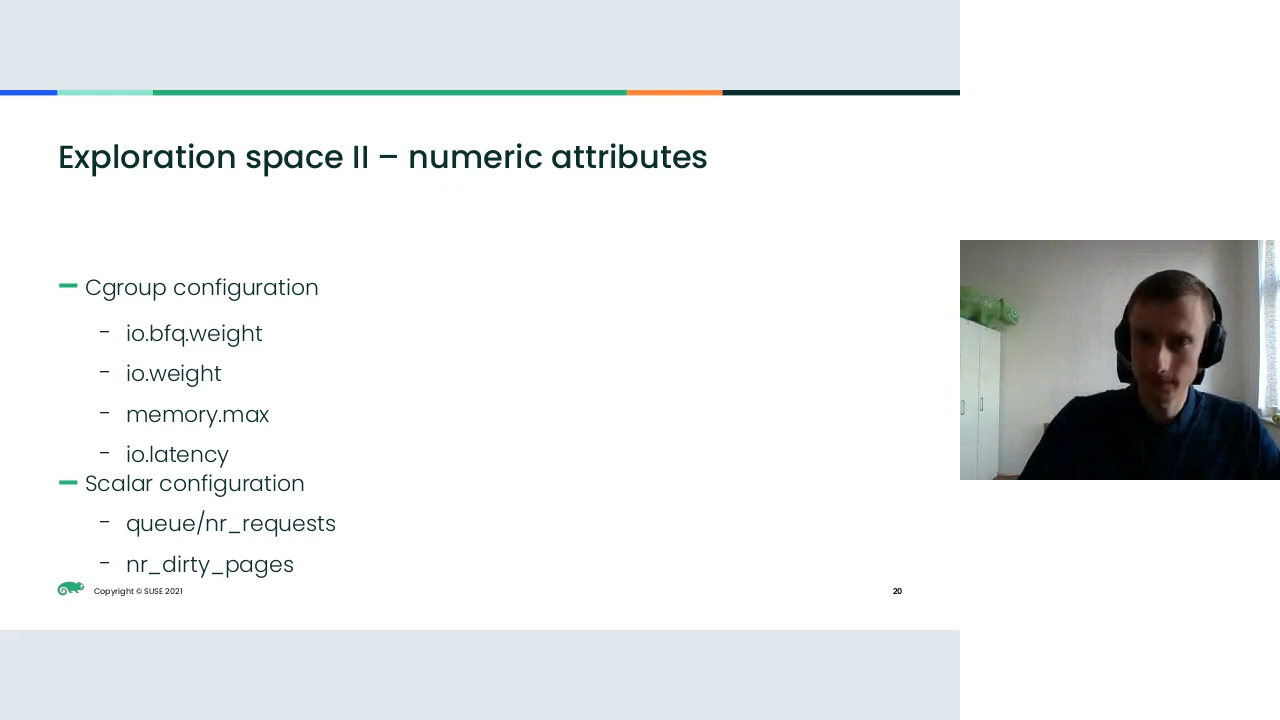 Exploration space II – numeric attributes
Cgroup configuration
- io.bfq.weight
- io.weight
- memory.max
- io.latency
Scalar configuration
- queue/nr_requests
- nr_dirty_pages
Copyright © SUSE 2021
20